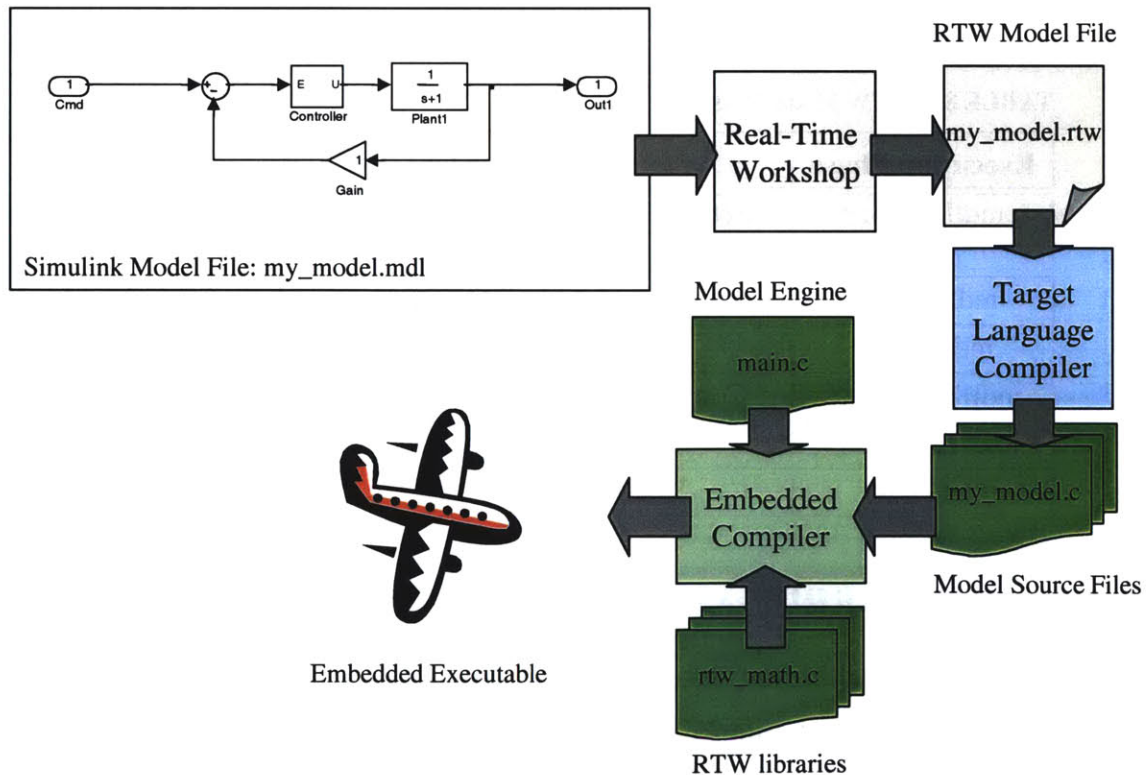 1
Cmd
+
-
E U
Controller
1
s+1
Plant1
1
Out1
1
Gain
Simulink Model File: my_model.mdl
Real-Time
Workshop
RTW Model File
my_model.rtw
Target
Language
Compiler
Model Engine
main.c
Embedded
Compiler
my_model.c
Model Source Files
rtw_math.c
RTW libraries
Embedded Executable